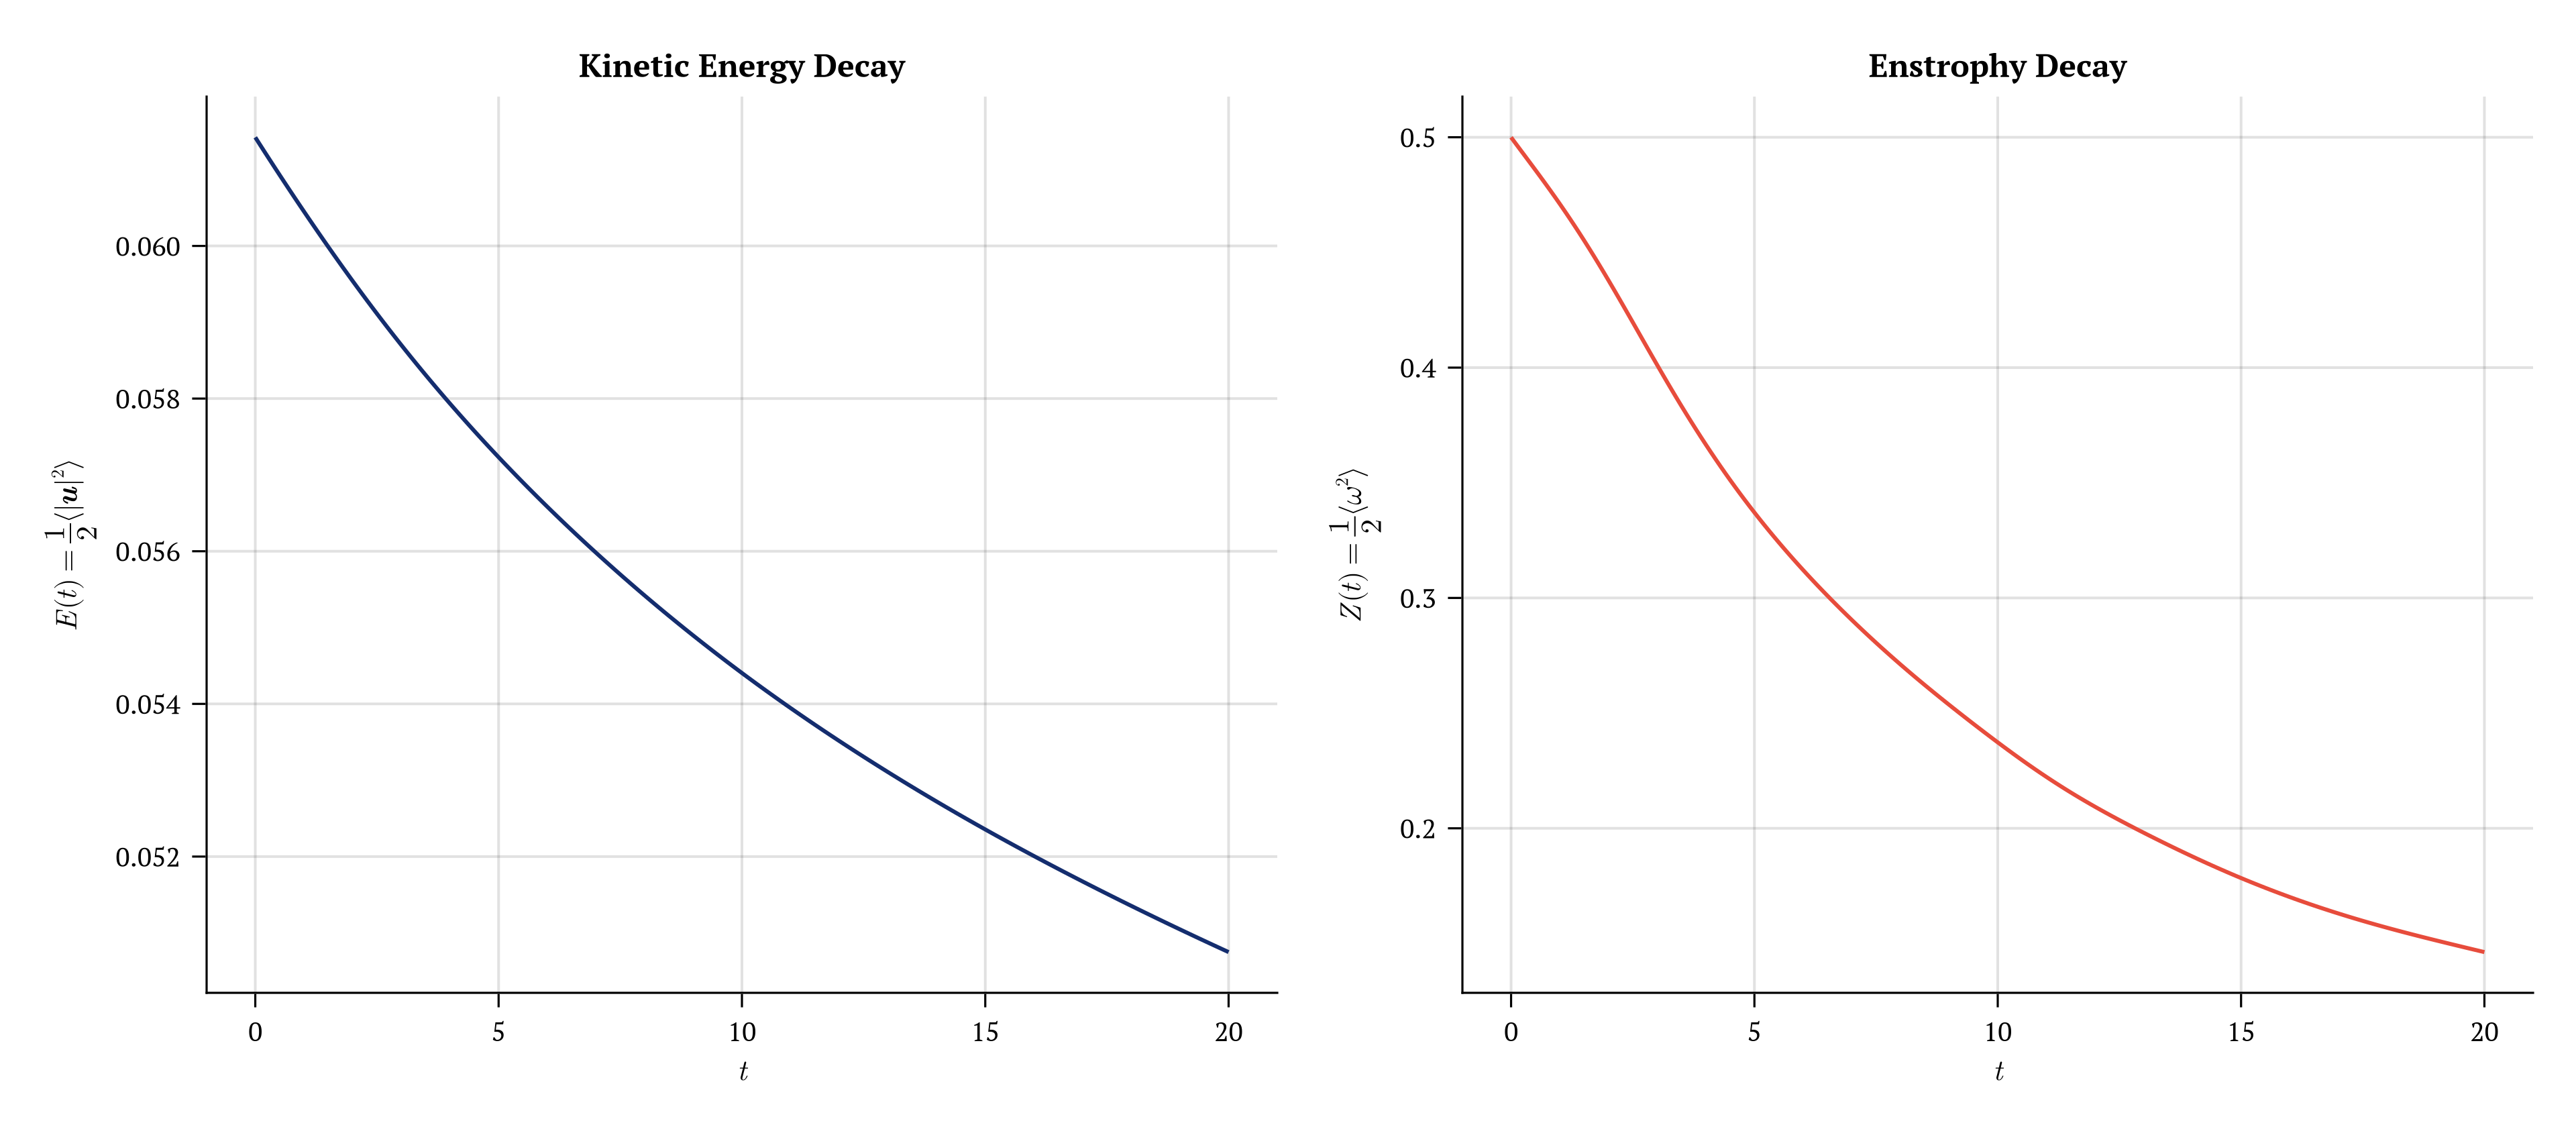 Kinetic Energy Decay
E(t) = 1/2⟨|u|²⟩
0.060
0.058
0.056
0.054
0.052
0 5 10 15 20
t
Enstrophy Decay
Z(t) = 1/2⟨ω²⟩
0.5
0.4
0.3
0.2
0 5 10 15 20
t